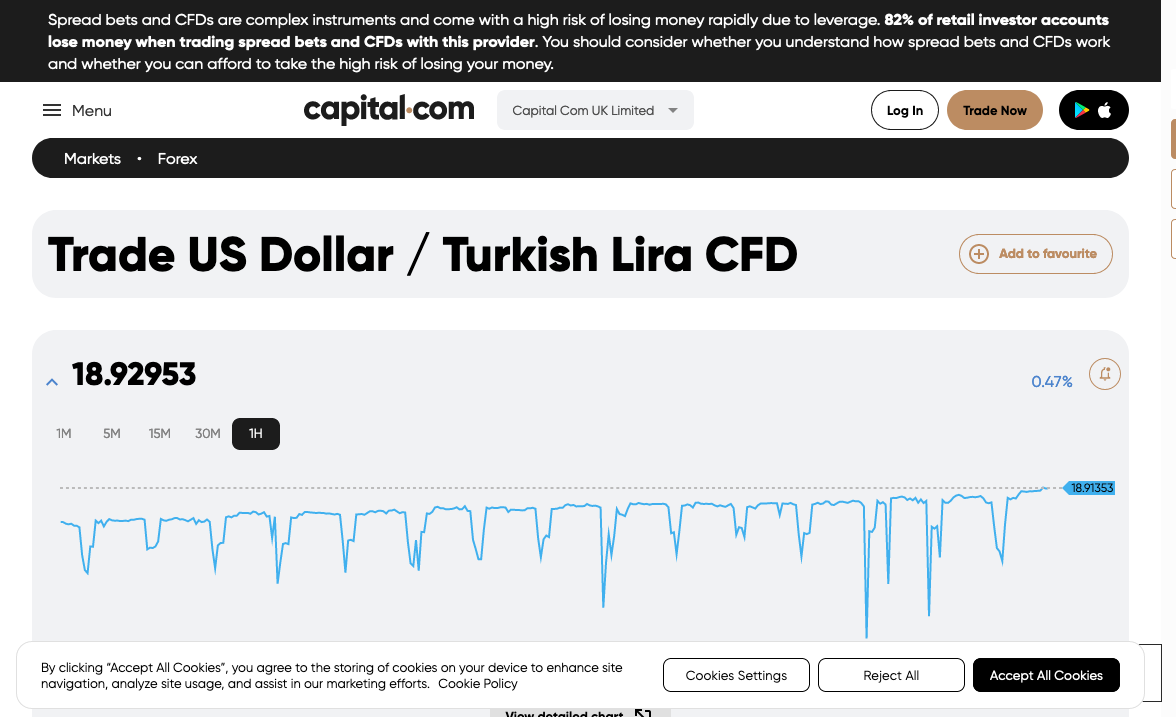 Spread bets and CFDs are complex instruments and come with a high risk of losing money rapidly due to leverage. 82% of retail investor accounts
lose money when trading spread bets and CFDs with this provider. You should consider whether you understand how spread bets and CFDs work
and whether you can afford to take the high risk of losing your money.
Menu
capital.com
Capital Com UK Limited
Log In
Trade Now
Markets • Forex
Trade US Dollar / Turkish Lira CFD
Add to favourite
18.92953
0.47%
1M 5M 15M 30M 1H
18.91353
By clicking “Accept All Cookies”, you agree to the storing of cookies on your device to enhance site
navigation, analyze site usage, and assist in our marketing efforts. Cookie Policy
Cookies Settings
Reject All
Accept All Cookies
View detailed chart